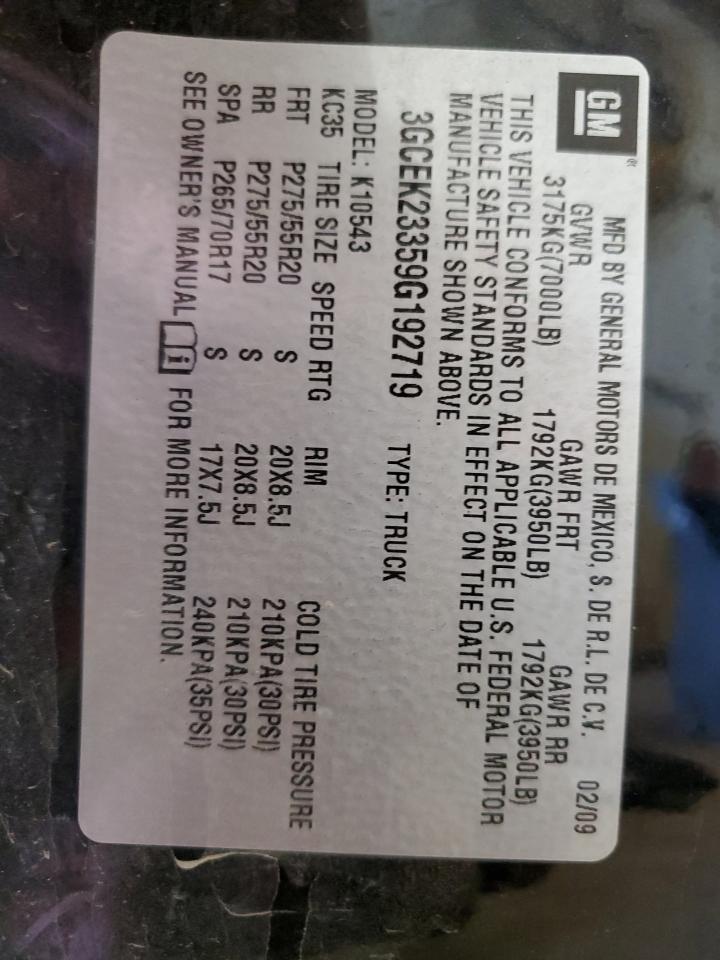 GM
MFD BY GENERAL MOTORS DE MEXICO, S. DE R.L. DE C.V. 02/09
GVWR GAWR FRT GAWR RR
3175KG(7000LB) 1792KG(3950LB) 1792KG(3950LB)
THIS VEHICLE CONFORMS TO ALL APPLICABLE U.S. FEDERAL MOTOR
VEHICLE SAFETY STANDARDS IN EFFECT ON THE DATE OF
MANUFACTURE SHOWN ABOVE.
3GCEK23359G192719 TYPE: TRUCK
MODEL: K10543
KC35 TIRE SIZE SPEED RTG RIM COLD TIRE PRESSURE
FRT P275/55R20 S 20X8.5J 210KPA(30PSI)
RR P275/55R20 S 20X8.5J 210KPA(30PSI)
SPA P265/70R17 S 17X7.5J 240KPA(35PSI)
SEE OWNER'S MANUAL i FOR MORE INFORMATION.